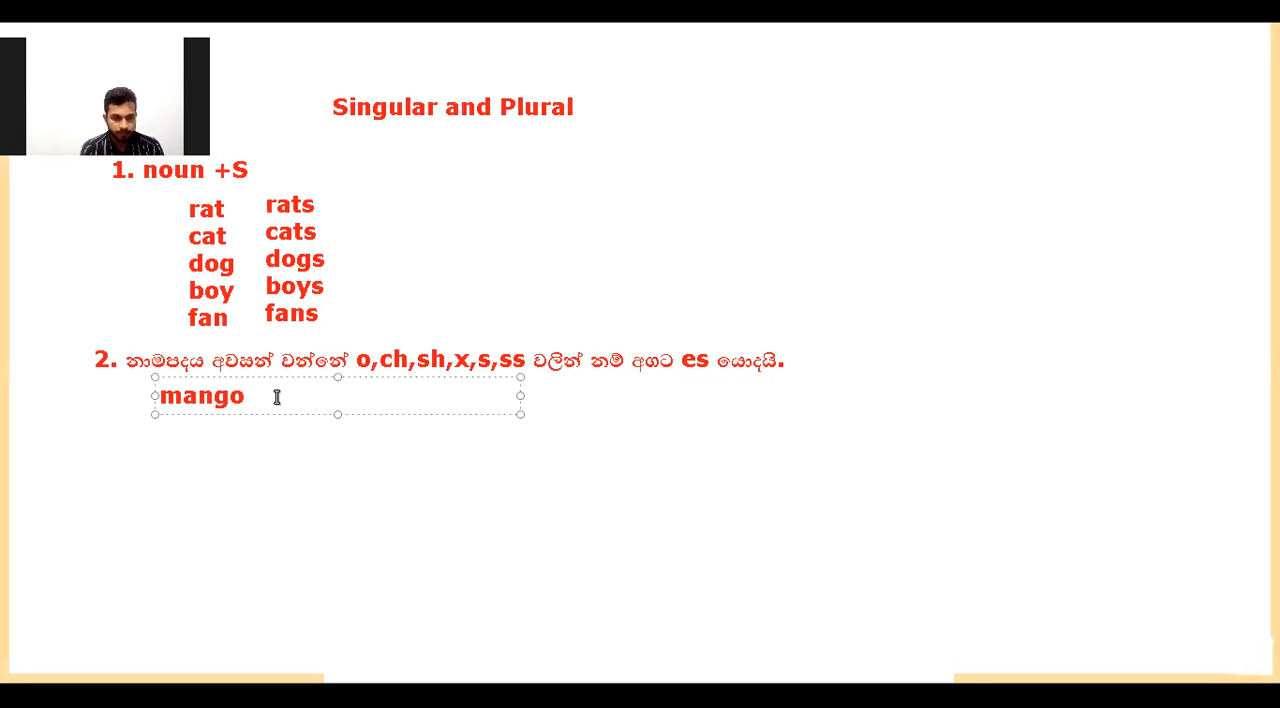 Singular and Plural
1. noun +S
rat rats
cat cats
dog dogs
boy boys
fan fans
2. නාමපදය අවසන් වන්නේ o,ch,sh,x,s,ss වලින් නම් අගට es යොදයි.
mango